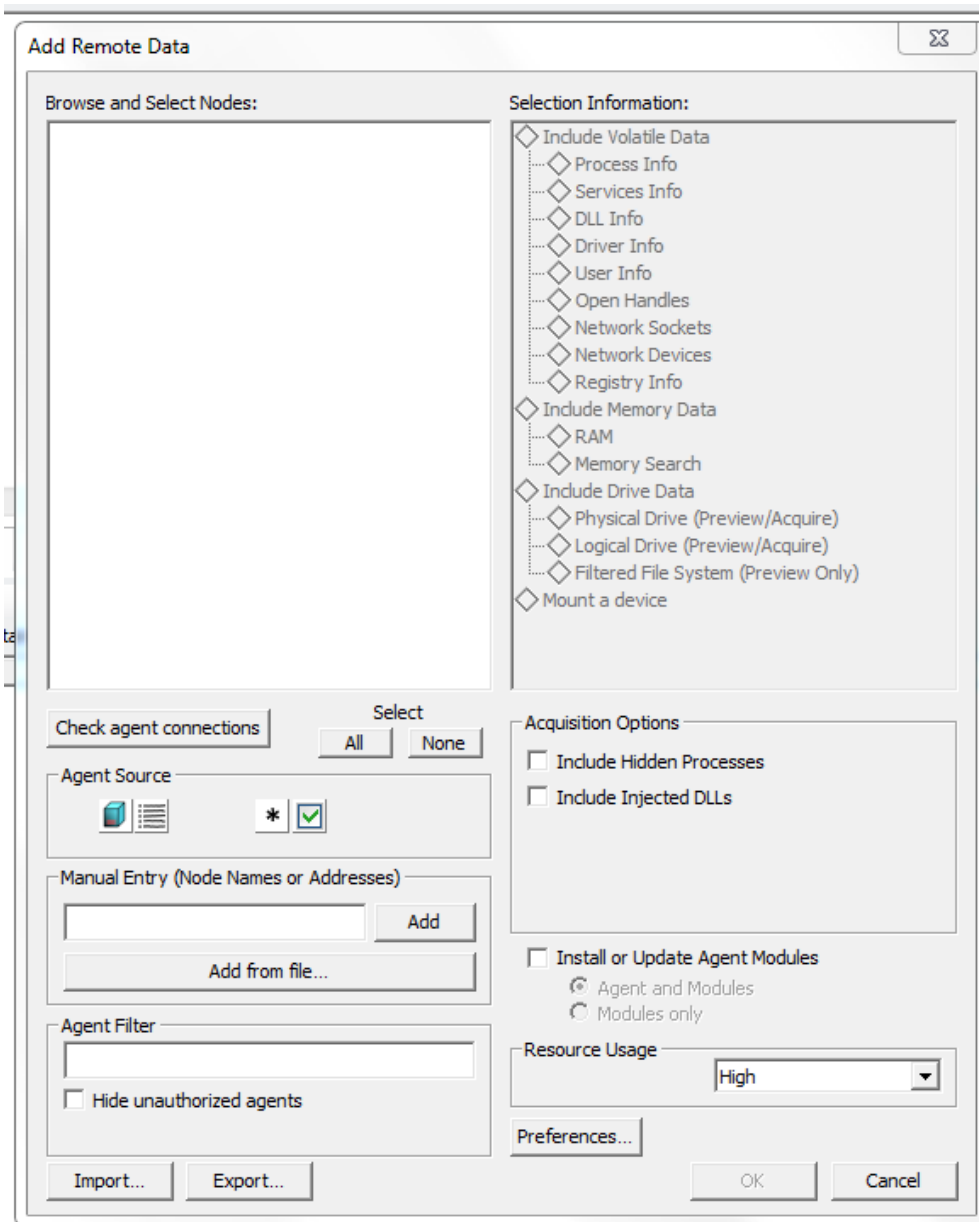 Add Remote Data
Browse and Select Nodes:
Selection Information:
Include Volatile Data
Process Info
Services Info
DLL Info
Driver Info
User Info
Open Handles
Network Sockets
Network Devices
Registry Info
Include Memory Data
RAM
Memory Search
Include Drive Data
Physical Drive (Preview/Acquire)
Logical Drive (Preview/Acquire)
Filtered File System (Preview Only)
Mount a device
ta
Check agent connections
Select
All
None
Agent Source
*
Manual Entry (Node Names or Addresses)
Add
Add from file...
Agent Filter
Hide unauthorized agents
Import...
Export...
Acquisition Options
Include Hidden Processes
Include Injected DLLs
Install or Update Agent Modules
Agent and Modules
Modules only
Resource Usage
High
Preferences...
OK
Cancel